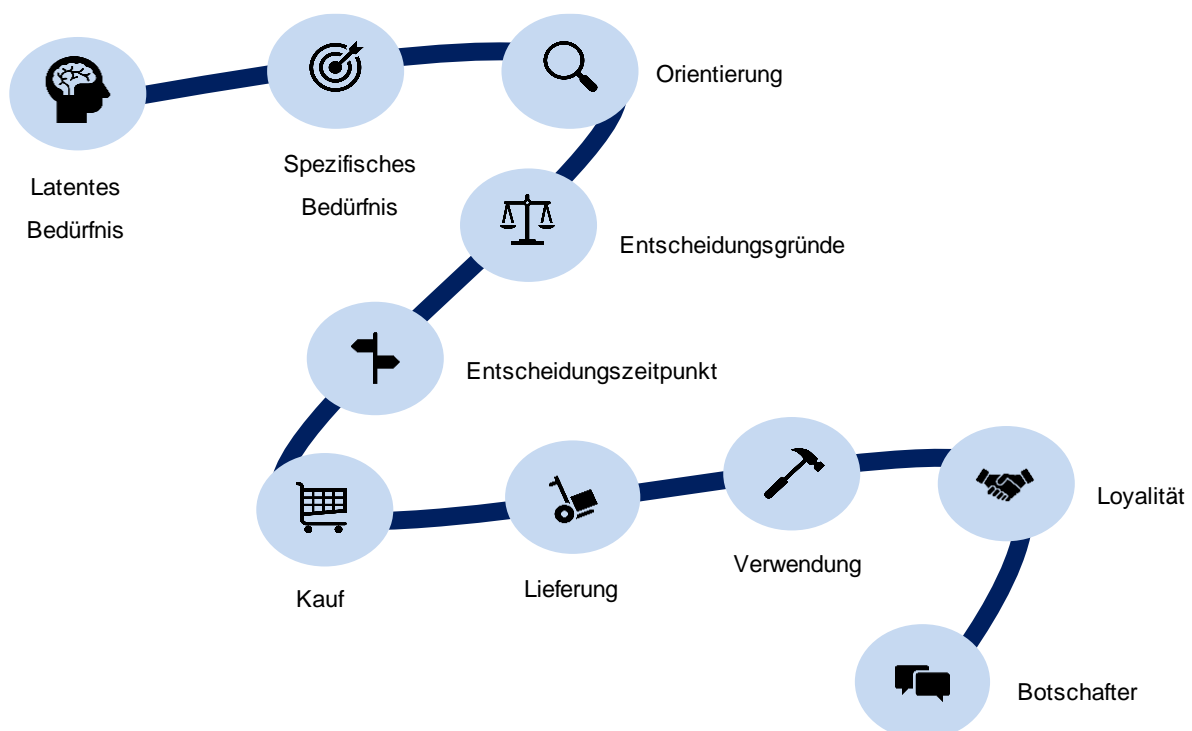 Latentes
Bedürfnis
Spezifisches
Bedürfnis
Orientierung
Entscheidungsgründe
Entscheidungszeitpunkt
Kauf
Lieferung
Verwendung
Loyalität
Botschafter